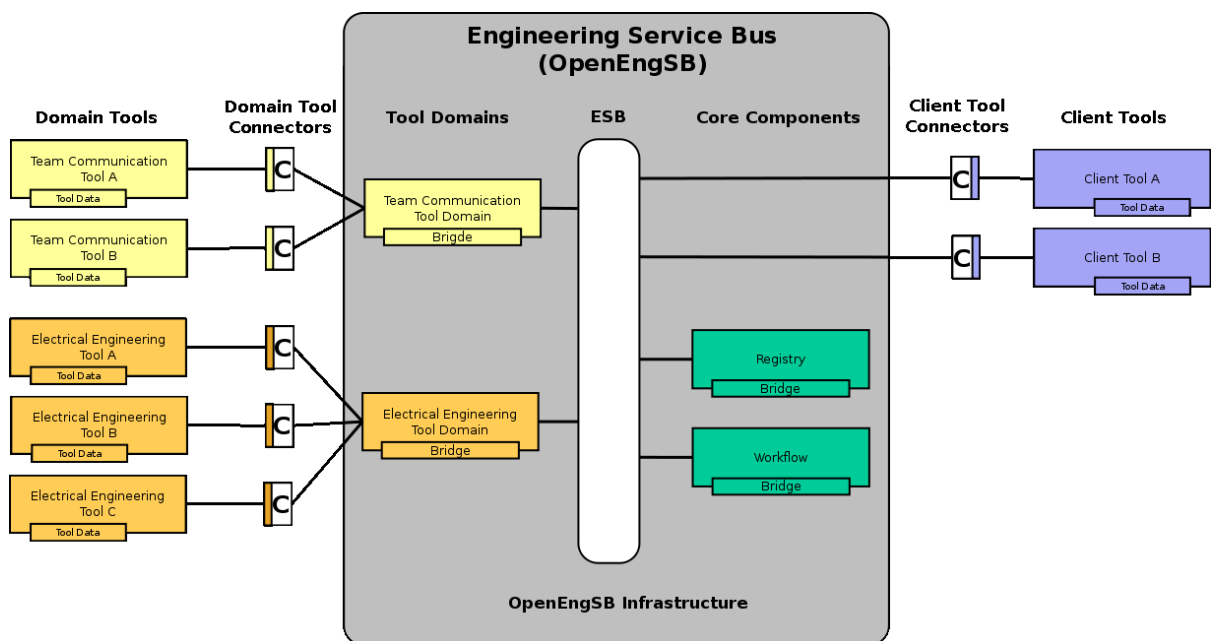 Engineering Service Bus
(OpenEngSB)
Domain Tools
Domain Tool
Connectors
Tool Domains
ESB
Core Components
Client Tool
Connectors
Client Tools
Team Communication
Tool A
Tool Data
C
Team Communication
Tool B
Tool Data
C
Team Communication
Tool Domain
Brigde
C
Client Tool A
Tool Data
C
Client Tool B
Tool Data
Electrical Engineering
Tool A
Tool Data
C
Electrical Engineering
Tool B
Tool Data
C
Electrical Engineering
Tool C
Tool Data
C
Electrical Engineering
Tool Domain
Bridge
Registry
Bridge
Workflow
Bridge
OpenEngSB Infrastructure